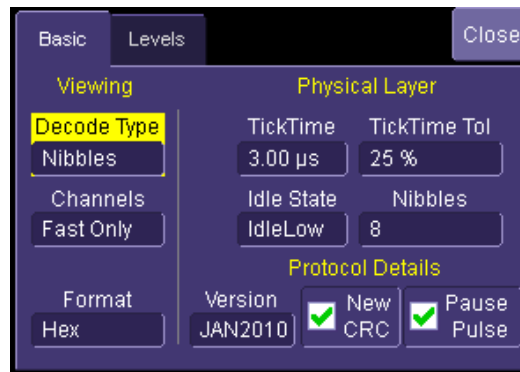 Basic
Levels
Close
Viewing
Physical Layer
Decode Type
TickTime
TickTime Tol
Nibbles
3.00 µs
25 %
Channels
Idle State
Nibbles
Fast Only
IdleLow
8
Protocol Details
Format
Version
New
CRC
Pause
Pulse
Hex
JAN2010